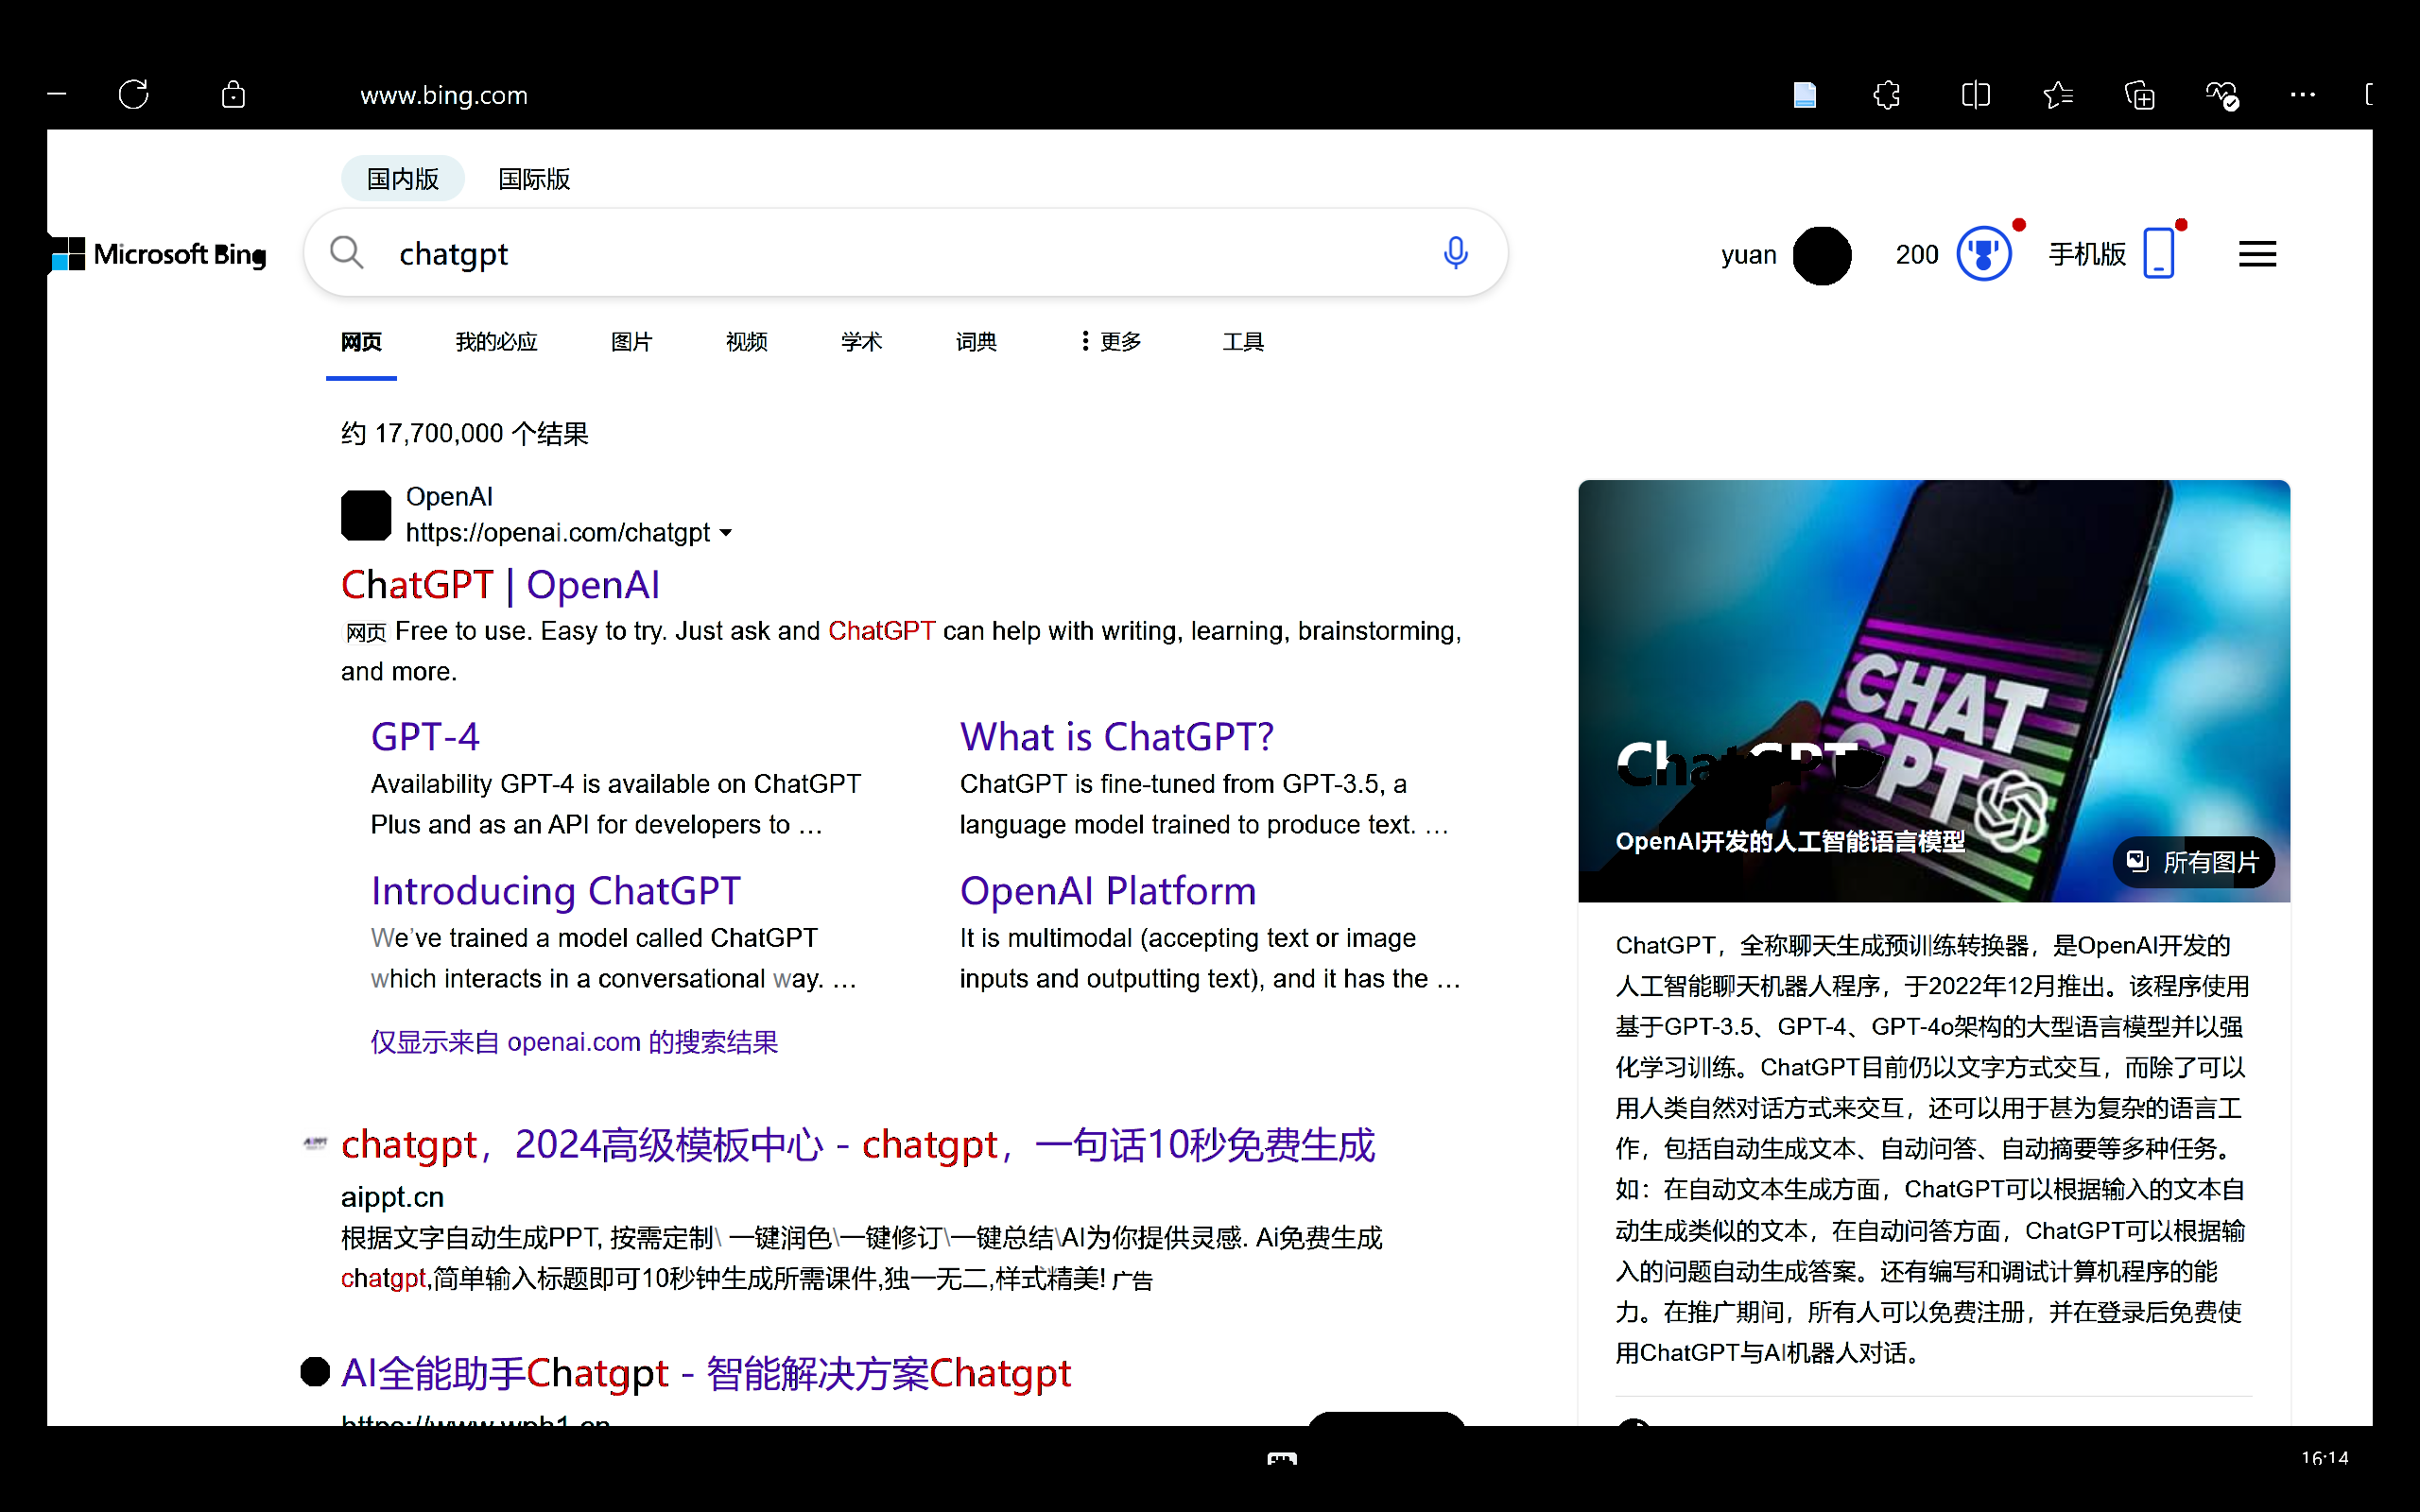 www.bing.com
国内版 国际版
Microsoft Bing
chatgpt
yuan 200 手机版
网页 我的必应 图片 视频 学术 词典 更多 工具
约 17,700,000 个结果
OpenAI
https://openai.com/chatgpt
ChatGPT | OpenAI
网页 Free to use. Easy to try. Just ask and ChatGPT can help with writing, learning, brainstorming,
and more.
GPT-4
Availability GPT-4 is available on ChatGPT
Plus and as an API for developers to …
What is ChatGPT?
ChatGPT is fine-tuned from GPT-3.5, a
language model trained to produce text. …
Introducing ChatGPT
We've trained a model called ChatGPT
which interacts in a conversational way. …
OpenAI Platform
It is multimodal (accepting text or image
inputs and outputting text), and it has the …
仅显示来自 openai.com 的搜索结果
chatgpt，2024高级模板中心 - chatgpt，一句话10秒免费生成
aippt.cn
根据文字自动生成PPT, 按需定制\ 一键润色\一键修订\一键总结\AI为你提供灵感. Ai免费生成
chatgpt,简单输入标题即可10秒钟生成所需课件,独一无二,样式精美! 广告
AI全能助手Chatgpt - 智能解决方案Chatgpt
CHAT
GPT
ChatGPT
OpenAI开发的人工智能语言模型
所有图片
ChatGPT，全称聊天生成预训练转换器，是OpenAI开发的
人工智能聊天机器人程序，于2022年12月推出。该程序使用
基于GPT-3.5、GPT-4、GPT-4o架构的大型语言模型并以强
化学习训练。ChatGPT目前仍以文字方式交互，而除了可以
用人类自然对话方式来交互，还可以用于甚为复杂的语言工
作，包括自动生成文本、自动问答、自动摘要等多种任务。
如：在自动文本生成方面，ChatGPT可以根据输入的文本自
动生成类似的文本，在自动问答方面，ChatGPT可以根据输
入的问题自动生成答案。还有编写和调试计算机程序的能
力。在推广期间，所有人可以免费注册，并在登录后免费使
用ChatGPT与AI机器人对话。
16:14